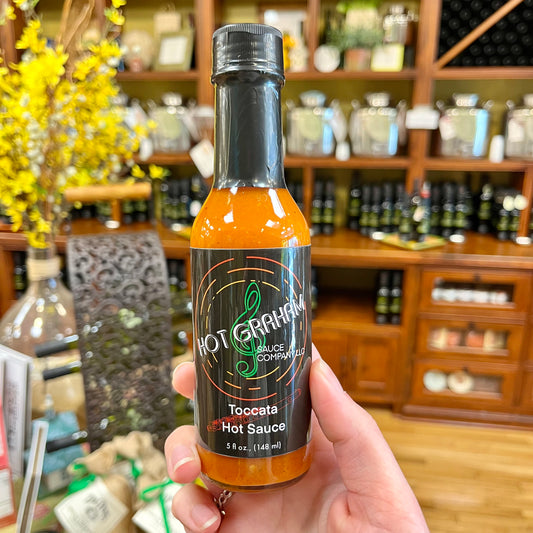 HOT GRAHAM
SAUCE
COMPANY, LLC
Toccata
Hot Sauce
5 fl oz., (148 ml)